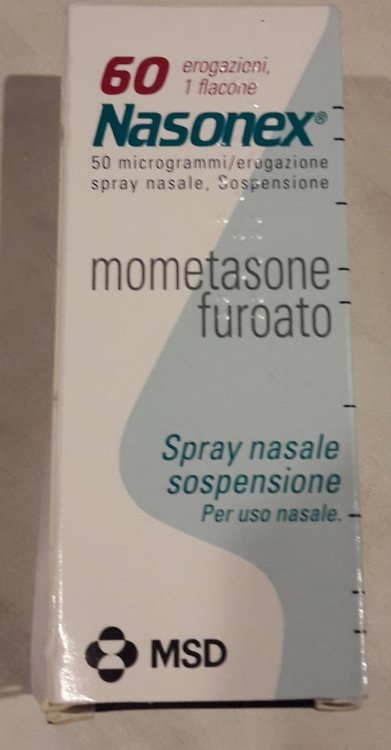 60 erogazioni,
1 flacone
Nasonex®
50 microgrammi/erogazione
spray nasale, Sospensione
mometasone
furoato
Spray nasale
sospensione
Per uso nasale.
MSD